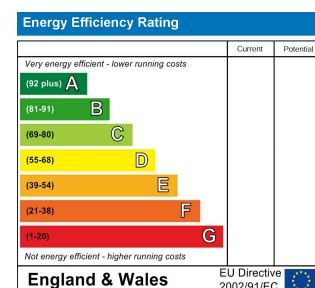 Energy Efficiency Rating
Current Potential
Very energy efficient - lower running costs
(92 plus) A
(81-91) B
(69-80) C
(55-68) D
(39-54) E
(21-38) F
(1-20) G
Not energy efficient - higher running costs
England & Wales
EU Directive
2002/91/EC